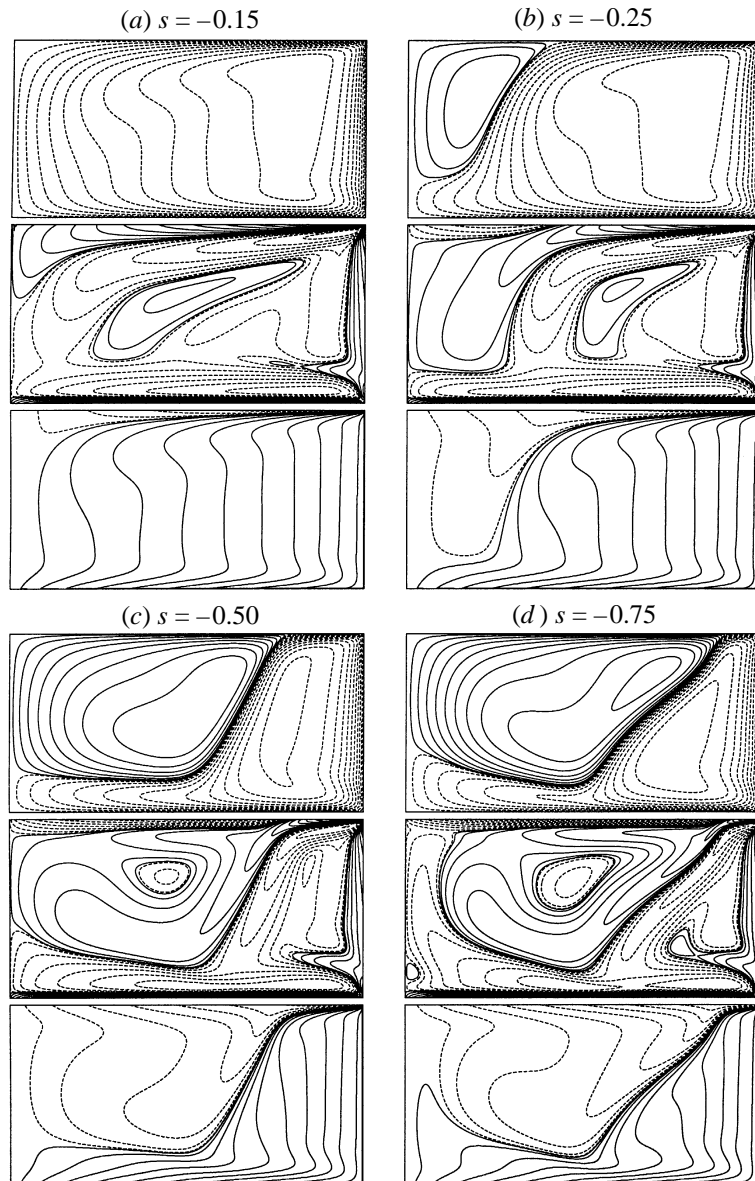 (a) s = −0.15
(b) s = −0.25
(c) s = −0.50
(d ) s = −0.75